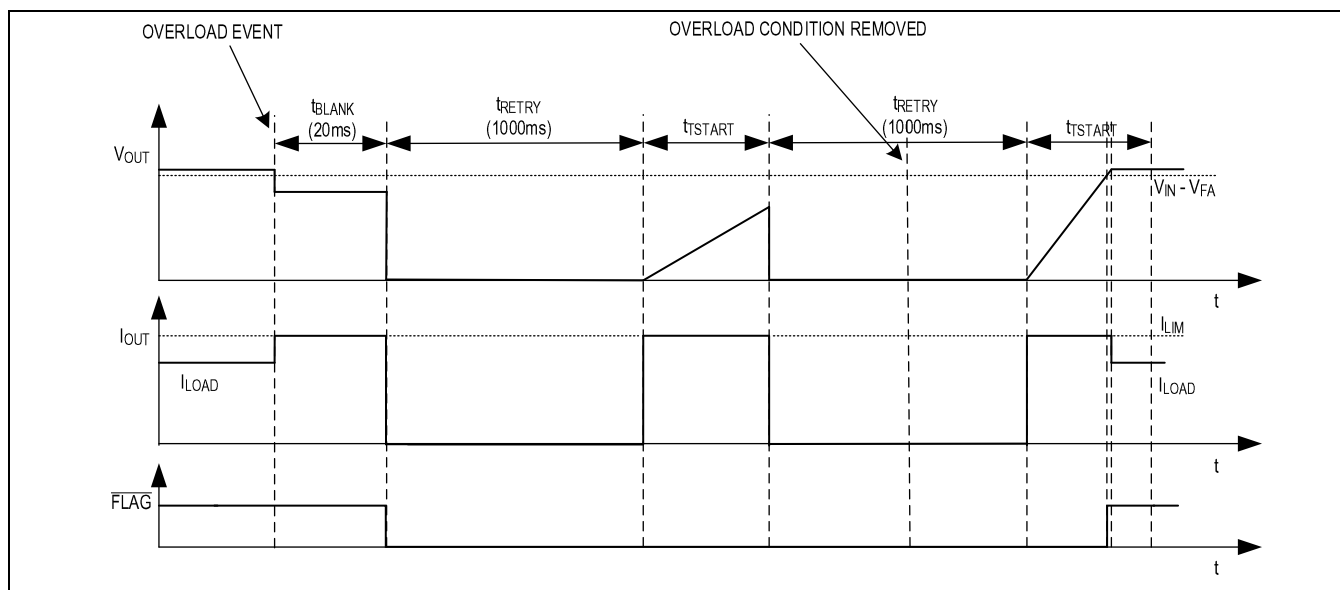 OVERLOAD EVENT
OVERLOAD CONDITION REMOVED
tBLANK
(20ms)
tRETRY
(1000ms)
tTSTART
tRETRY
(1000ms)
tTSTART
VOUT
VIN - VFA
t
IOUT
ILIM
ILOAD
ILOAD
t
FLAG
t